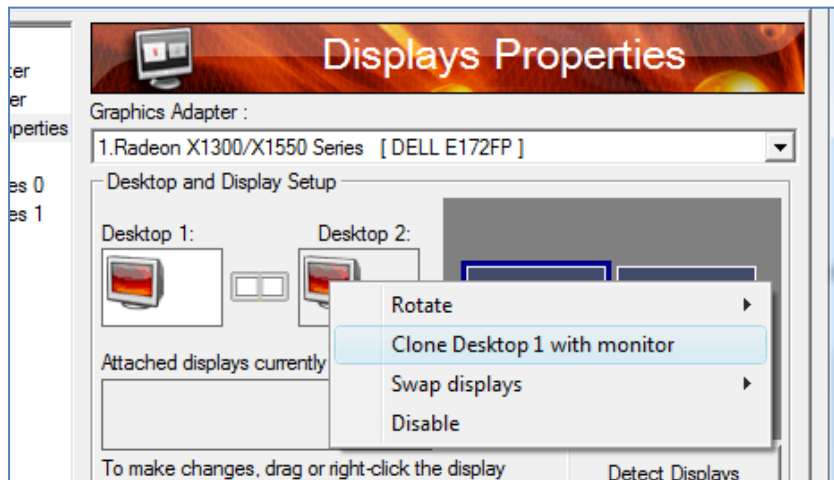 Displays Properties
ter
er
operties
es 0
es 1
Graphics Adapter :
1.Radeon X1300/X1550 Series [ DELL E172FP ]
Desktop and Display Setup
Desktop 1:
Desktop 2:
Rotate
Clone Desktop 1 with monitor
Swap displays
Disable
Attached displays currently
To make changes, drag or right-click the display
Detect Displays